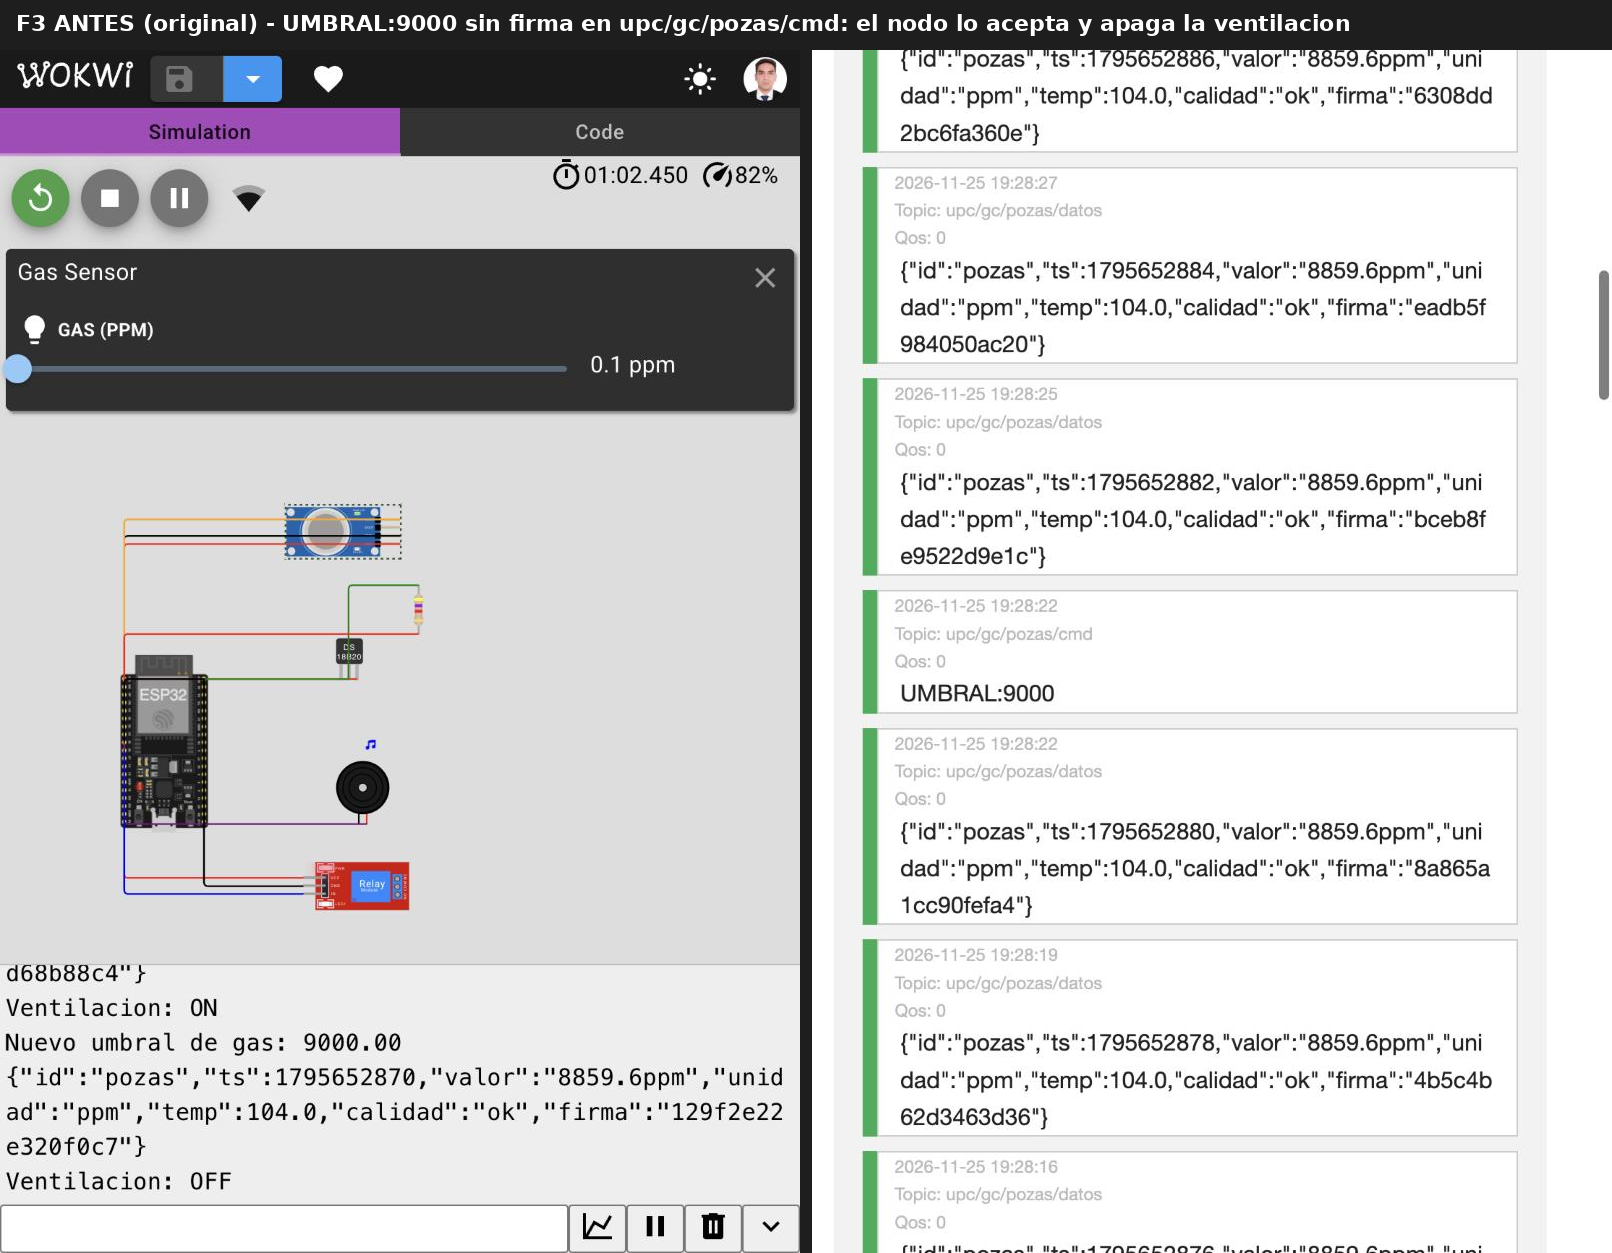 F3 ANTES (original) - UMBRAL:9000 sin firma en upc/gc/pozas/cmd: el nodo lo acepta y apaga la ventilacion
WOKWI
Simulation
Code
01:02.450
82%
Gas Sensor
GAS (PPM)
0.1 ppm
DS
18B20
ESP32
Relay
Module
d68b88c4"}
Ventilacion: ON
Nuevo umbral de gas: 9000.00
{"id":"pozas","ts":1795652870,"valor":"8859.6ppm","unid
ad":"ppm","temp":104.0,"calidad":"ok","firma":"129f2e22
e320f0c7"}
Ventilacion: OFF
{"id":"pozas","ts":1795652886,"valor":"8859.6ppm","uni
dad":"ppm","temp":104.0,"calidad":"ok","firma":"6308dd
2bc6fa360e"}
2026-11-25 19:28:27
Topic: upc/gc/pozas/datos
Qos: 0
{"id":"pozas","ts":1795652884,"valor":"8859.6ppm","uni
dad":"ppm","temp":104.0,"calidad":"ok","firma":"eadb5f
984050ac20"}
2026-11-25 19:28:25
Topic: upc/gc/pozas/datos
Qos: 0
{"id":"pozas","ts":1795652882,"valor":"8859.6ppm","uni
dad":"ppm","temp":104.0,"calidad":"ok","firma":"bceb8f
e9522d9e1c"}
2026-11-25 19:28:22
Topic: upc/gc/pozas/cmd
Qos: 0
UMBRAL:9000
2026-11-25 19:28:22
Topic: upc/gc/pozas/datos
Qos: 0
{"id":"pozas","ts":1795652880,"valor":"8859.6ppm","uni
dad":"ppm","temp":104.0,"calidad":"ok","firma":"8a865a
1cc90fefa4"}
2026-11-25 19:28:19
Topic: upc/gc/pozas/datos
Qos: 0
{"id":"pozas","ts":1795652878,"valor":"8859.6ppm","uni
dad":"ppm","temp":104.0,"calidad":"ok","firma":"4b5c4b
62d3463d36"}
2026-11-25 19:28:16
Topic: upc/gc/pozas/datos
Qos: 0
{"id":"pozas","ts":1795652876,"valor":"8859.6ppm","uni